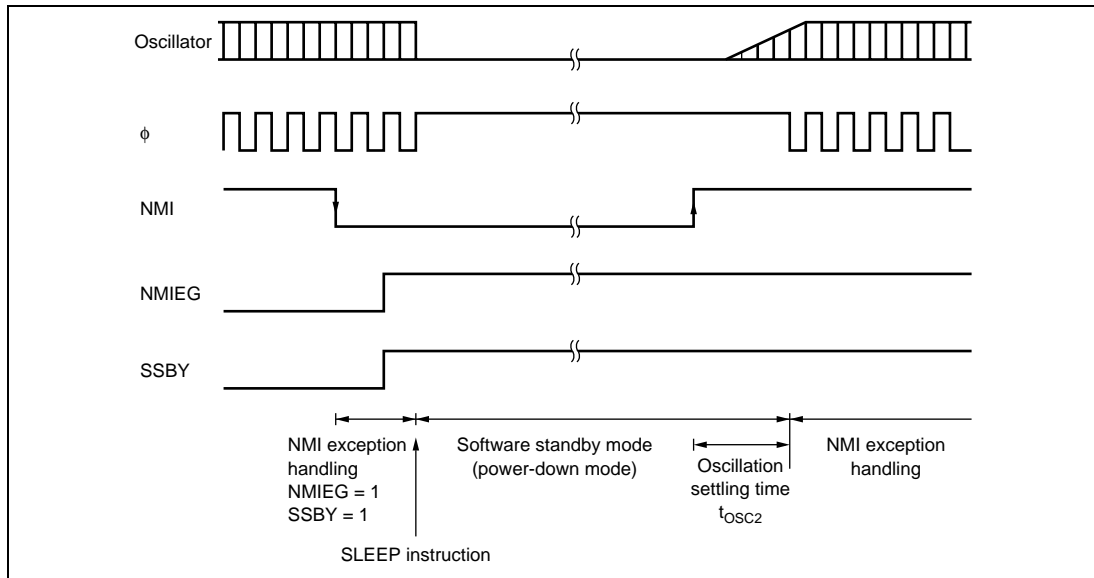 Oscillator
ϕ
NMI
NMIEG
SSBY
NMI exception
handling
NMIEG = 1
SSBY = 1
Software standby mode
(power-down mode)
Oscillation
settling time
tOSC2
NMI exception
handling
SLEEP instruction